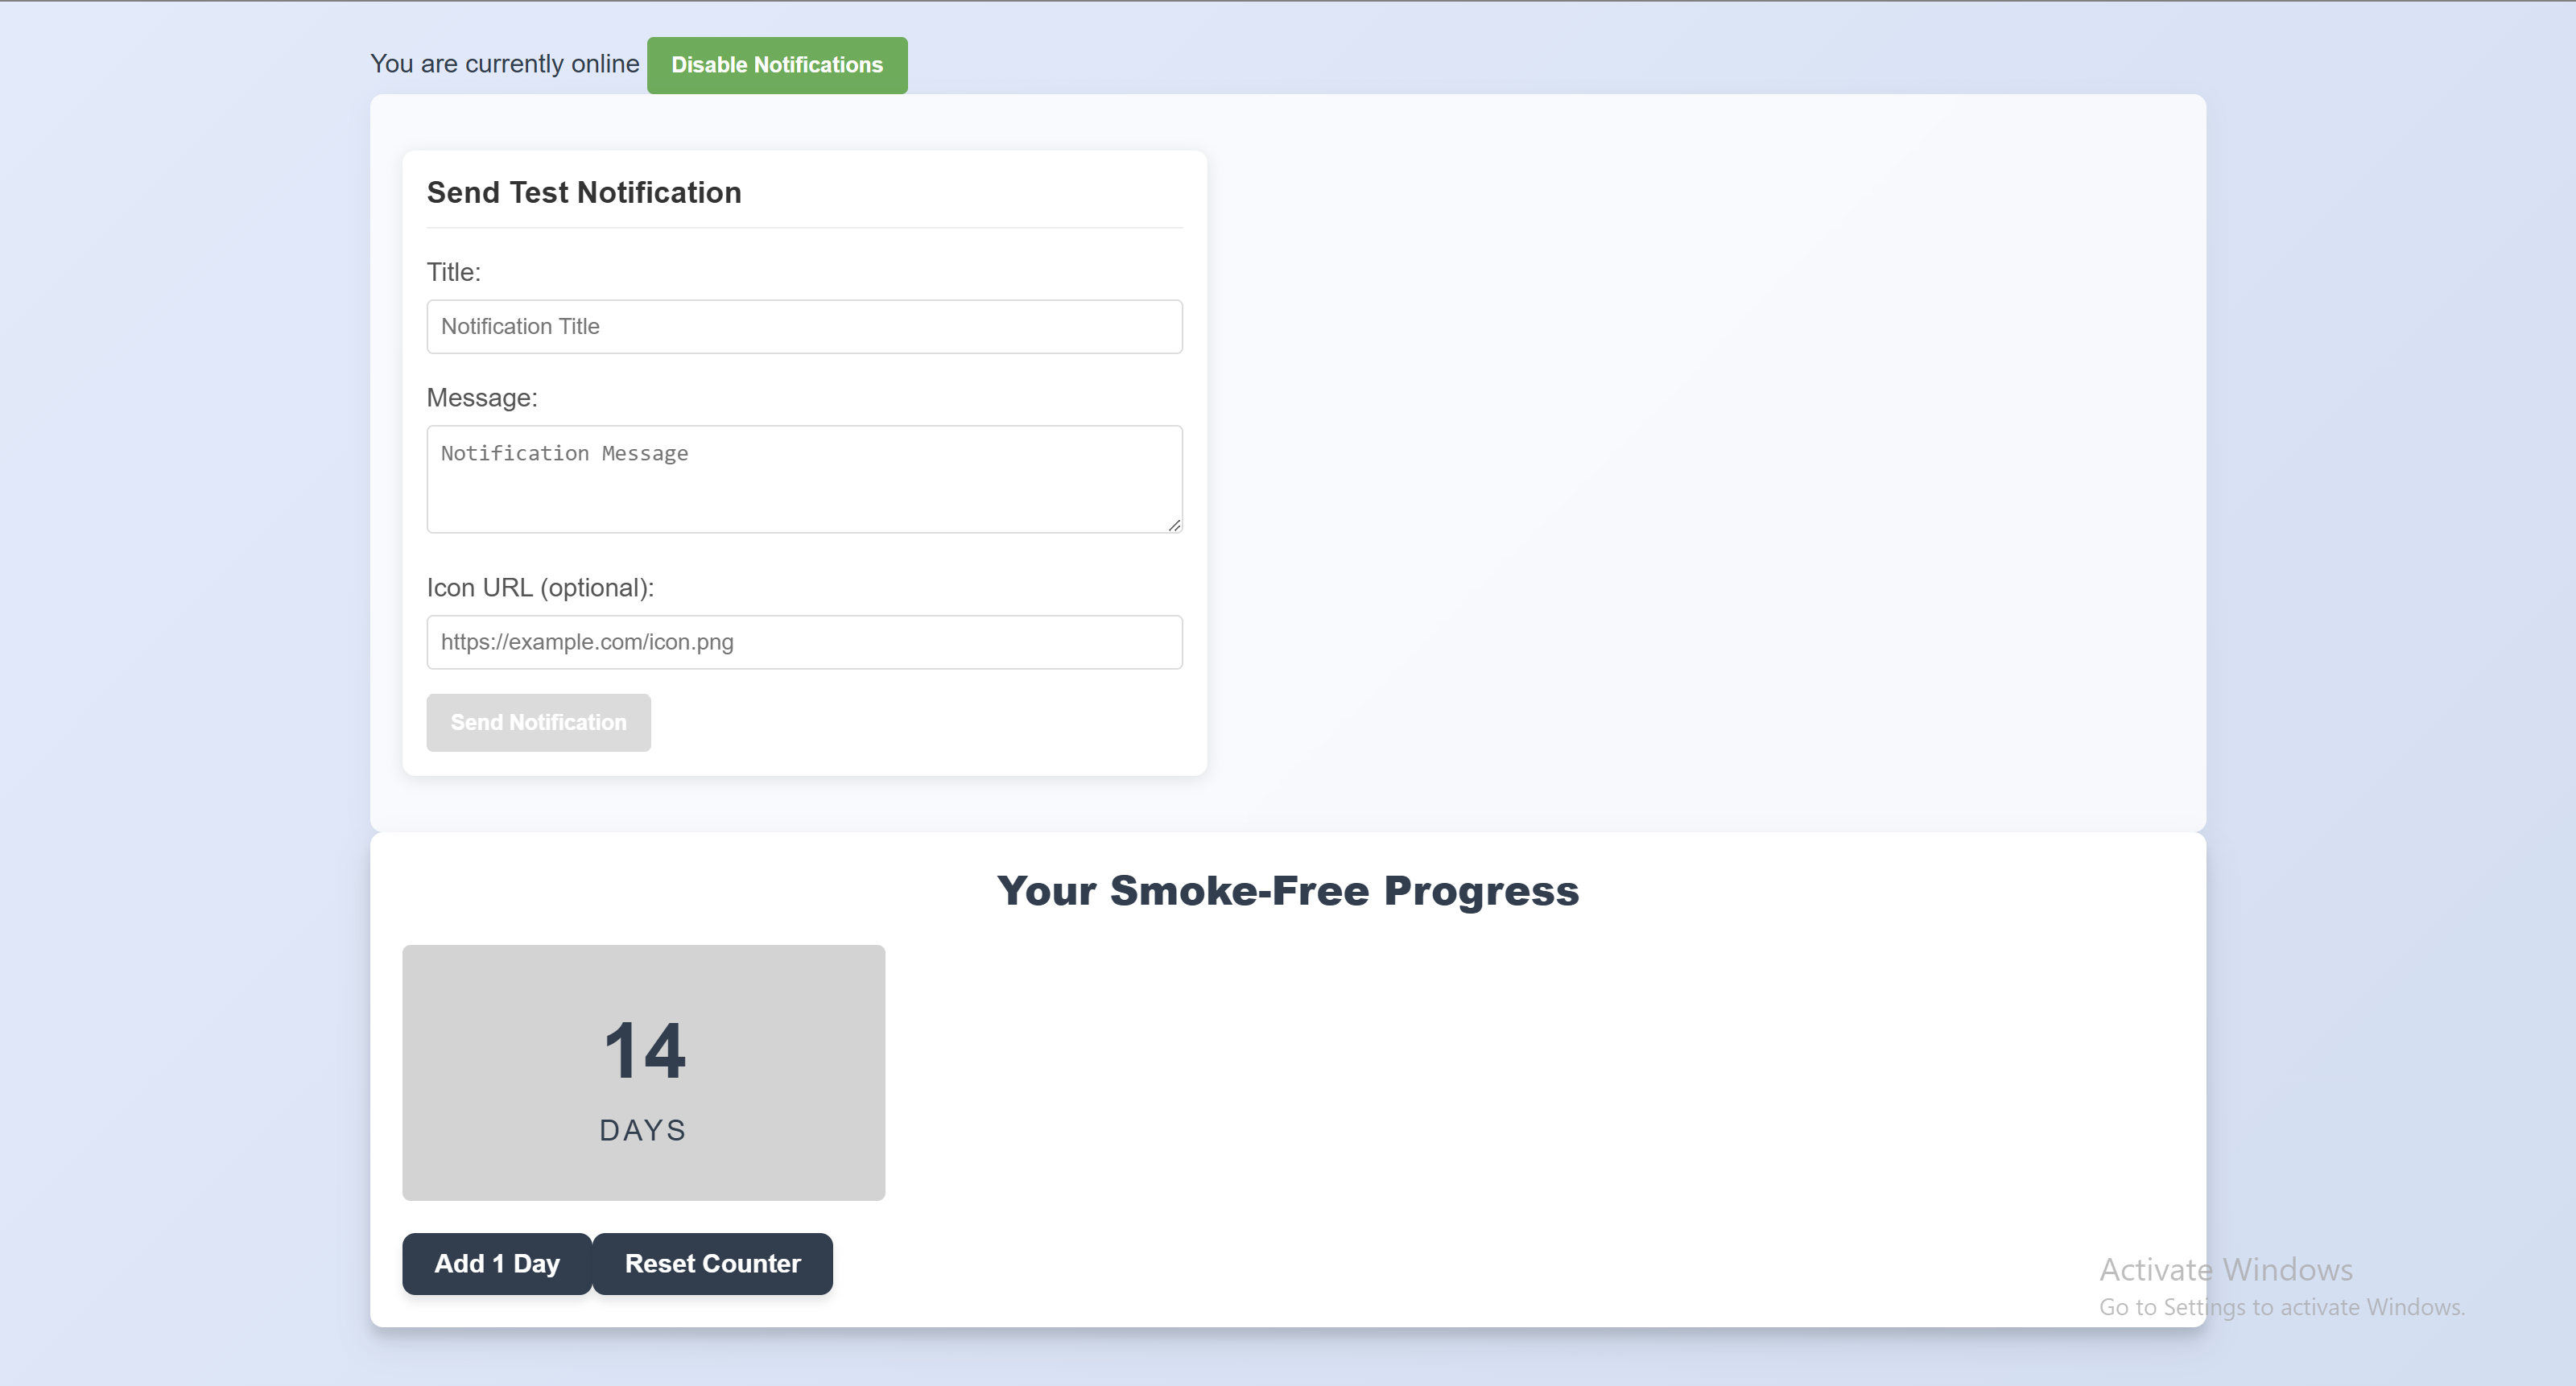 You are currently online Disable Notifications
Send Test Notification
Title:
Notification Title
Message:
Notification Message
Icon URL (optional):
https://example.com/icon.png
Send Notification
Your Smoke-Free Progress
14
DAYS
Add 1 Day Reset Counter
Activate Windows
Go to Settings to activate Windows.